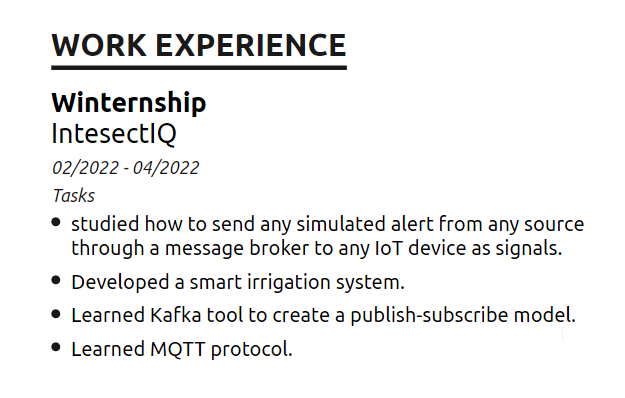 WORK EXPERIENCE
Winternship
IntesectIQ
02/2022 - 04/2022
Tasks
• studied how to send any simulated alert from any source
through a message broker to any IoT device as signals.
• Developed a smart irrigation system.
• Learned Kafka tool to create a publish-subscribe model.
• Learned MQTT protocol.